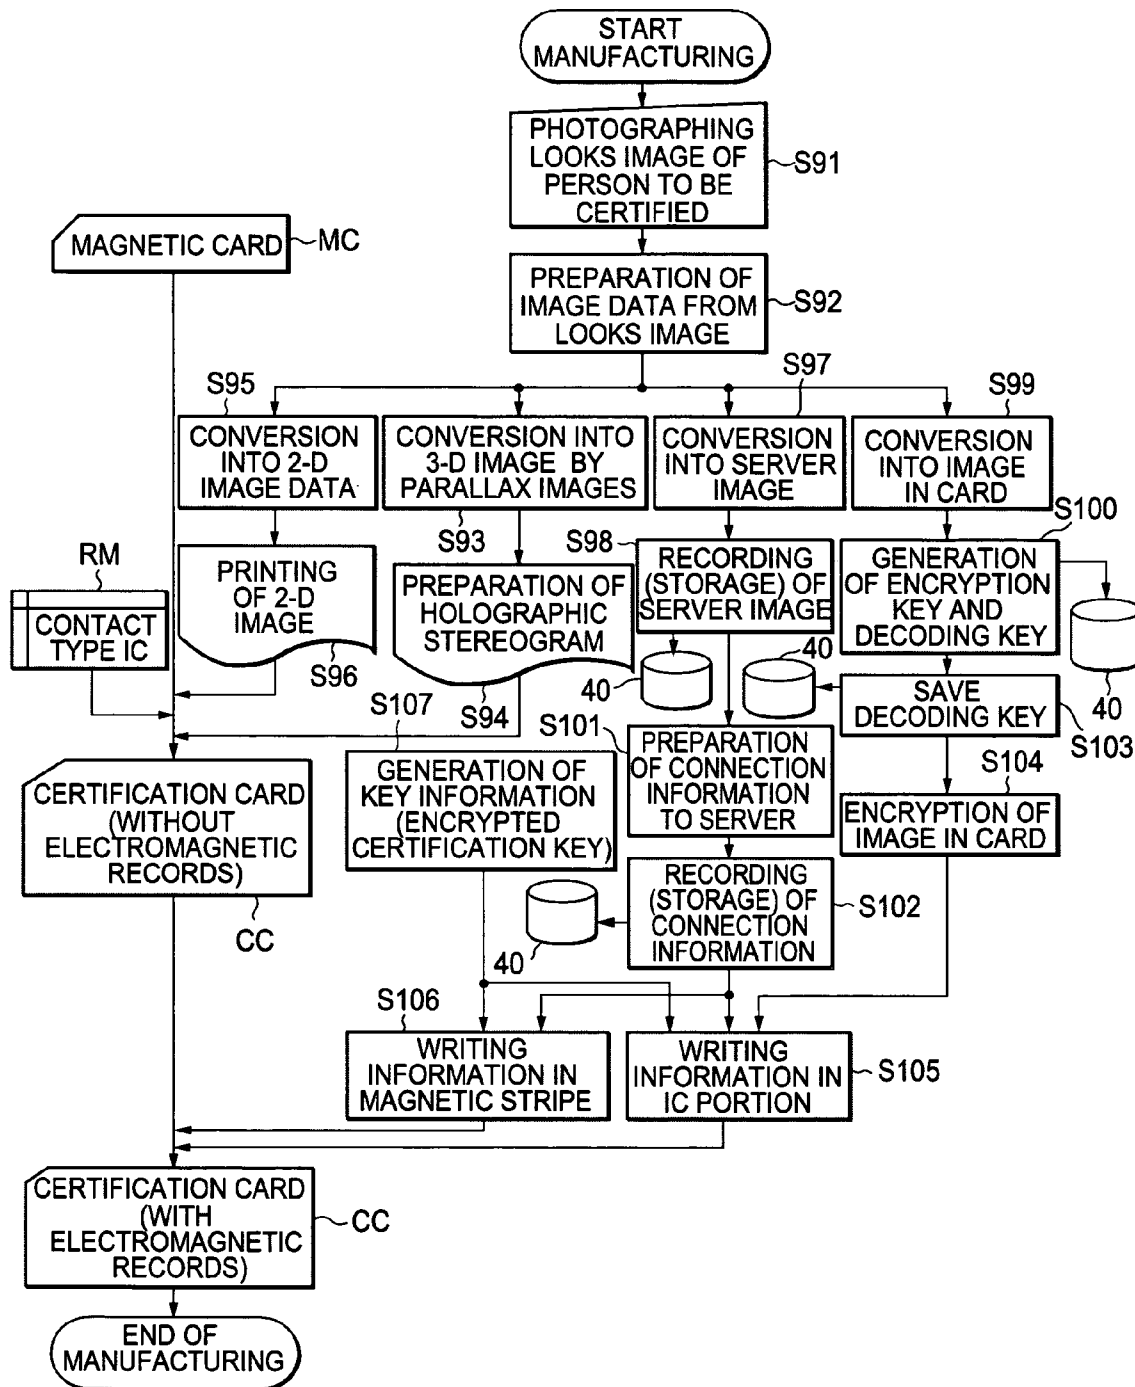 START
MANUFACTURING
PHOTOGRAPHING
LOOKS IMAGE OF
PERSON TO BE
CERTIFIED
S91
MAGNETIC CARD
MC
PREPARATION OF
IMAGE DATA FROM
LOOKS IMAGE
S92
S95
CONVERSION
INTO 2-D
IMAGE DATA
CONVERSION INTO
3-D IMAGE BY
PARALLAX IMAGES
S93
S97
CONVERSION
INTO SERVER
IMAGE
S99
CONVERSION
INTO IMAGE
IN CARD
RM
CONTACT
TYPE IC
PRINTING
OF 2-D
IMAGE
S96
PREPARATION OF
HOLOGRAPHIC
STEREOGRAM
S94
S98
RECORDING
(STORAGE) OF
SERVER IMAGE
40
S100
GENERATION
OF ENCRYPTION
KEY AND
DECODING KEY
40
40
SAVE
DECODING KEY
S103
S107
GENERATION OF
KEY INFORMATION
(ENCRYPTED
CERTIFICATION KEY)
S101
PREPARATION
OF CONNECTION
INFORMATION
TO SERVER
S104
ENCRYPTION OF
IMAGE IN CARD
CERTIFICATION CARD
(WITHOUT
ELECTROMAGNETIC
RECORDS)
CC
RECORDING
(STORAGE) OF
CONNECTION
INFORMATION
S102
40
S106
WRITING
INFORMATION IN
MAGNETIC STRIPE
WRITING
INFORMATION IN
IC PORTION
S105
CERTIFICATION CARD
(WITH
ELECTROMAGNETIC
RECORDS)
CC
END OF
MANUFACTURING